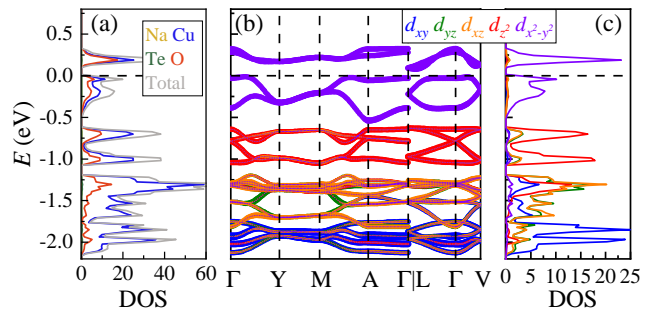 (a)
Na Cu
Te O
Total
(b)
d_xy d_yz d_xz d_z² d_x²-y²
(c)
E (eV)
0.5
0.0
-0.5
-1.0
-1.5
-2.0
0 20 40 60
DOS
Γ Y M A Γ|L Γ V
0 5 10 15 20 25
DOS